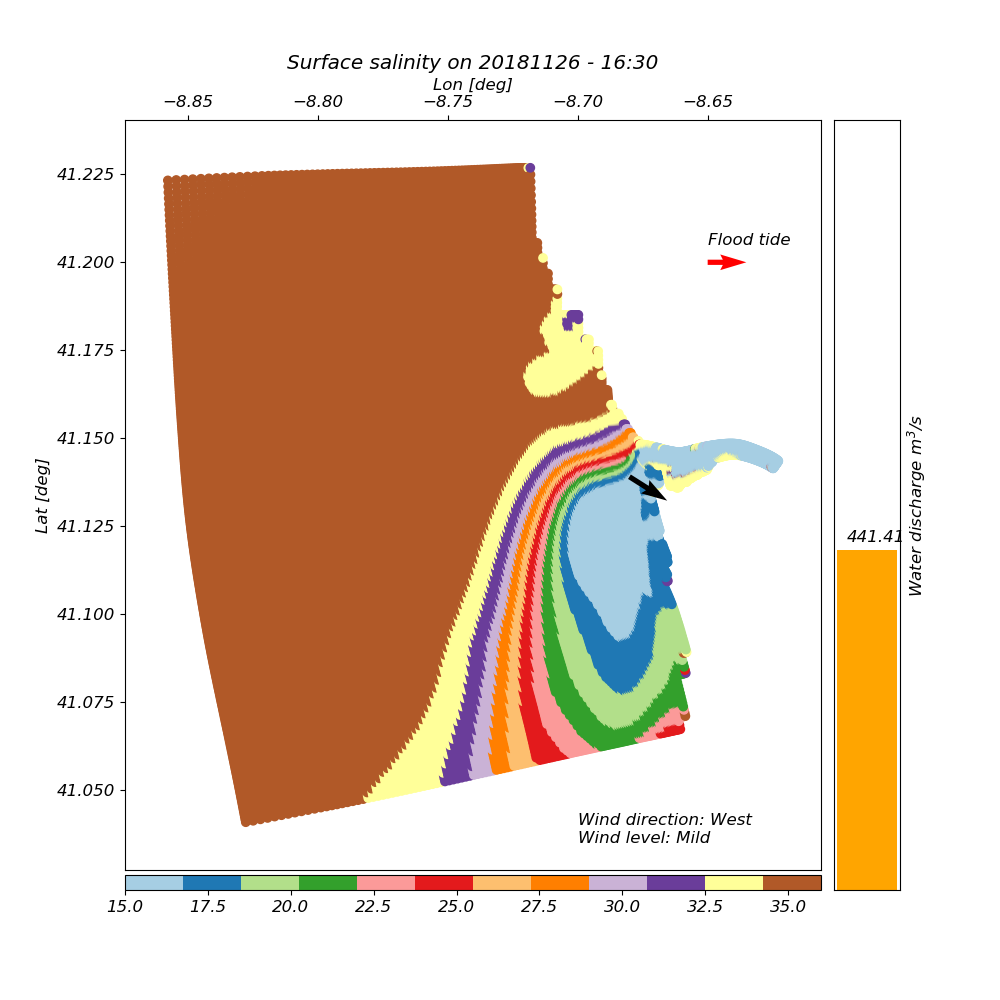 Surface salinity on 20181126 - 16:30
Lon [deg]
−8.85 −8.80 −8.75 −8.70 −8.65
41.225
41.200
41.175
41.150
41.125
41.100
41.075
41.050
Lat [deg]
Flood tide
Wind direction: West
Wind level: Mild
441.41
Water discharge m³/s
15.0 17.5 20.0 22.5 25.0 27.5 30.0 32.5 35.0